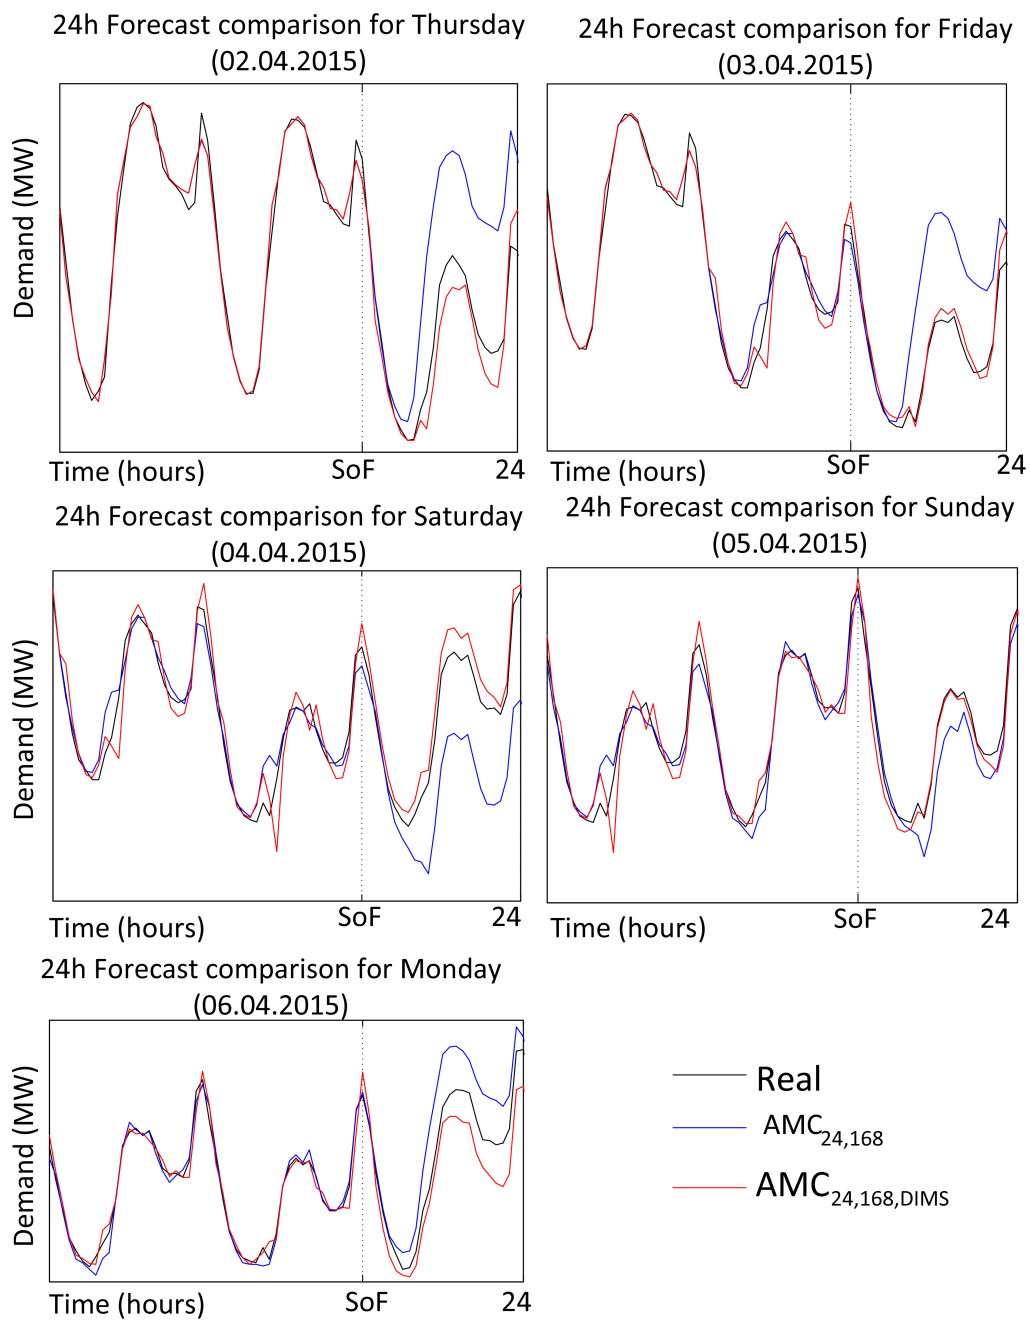 24h Forecast comparison for Thursday
(02.04.2015)
Demand (MW)
Time (hours)
SoF
24
24h Forecast comparison for Friday
(03.04.2015)
Time (hours)
SoF
24
24h Forecast comparison for Saturday
(04.04.2015)
Demand (MW)
Time (hours)
SoF
24
24h Forecast comparison for Sunday
(05.04.2015)
Time (hours)
SoF
24
24h Forecast comparison for Monday
(06.04.2015)
Demand (MW)
Time (hours)
SoF
24
Real
AMC24,168
AMC24,168,DIMS